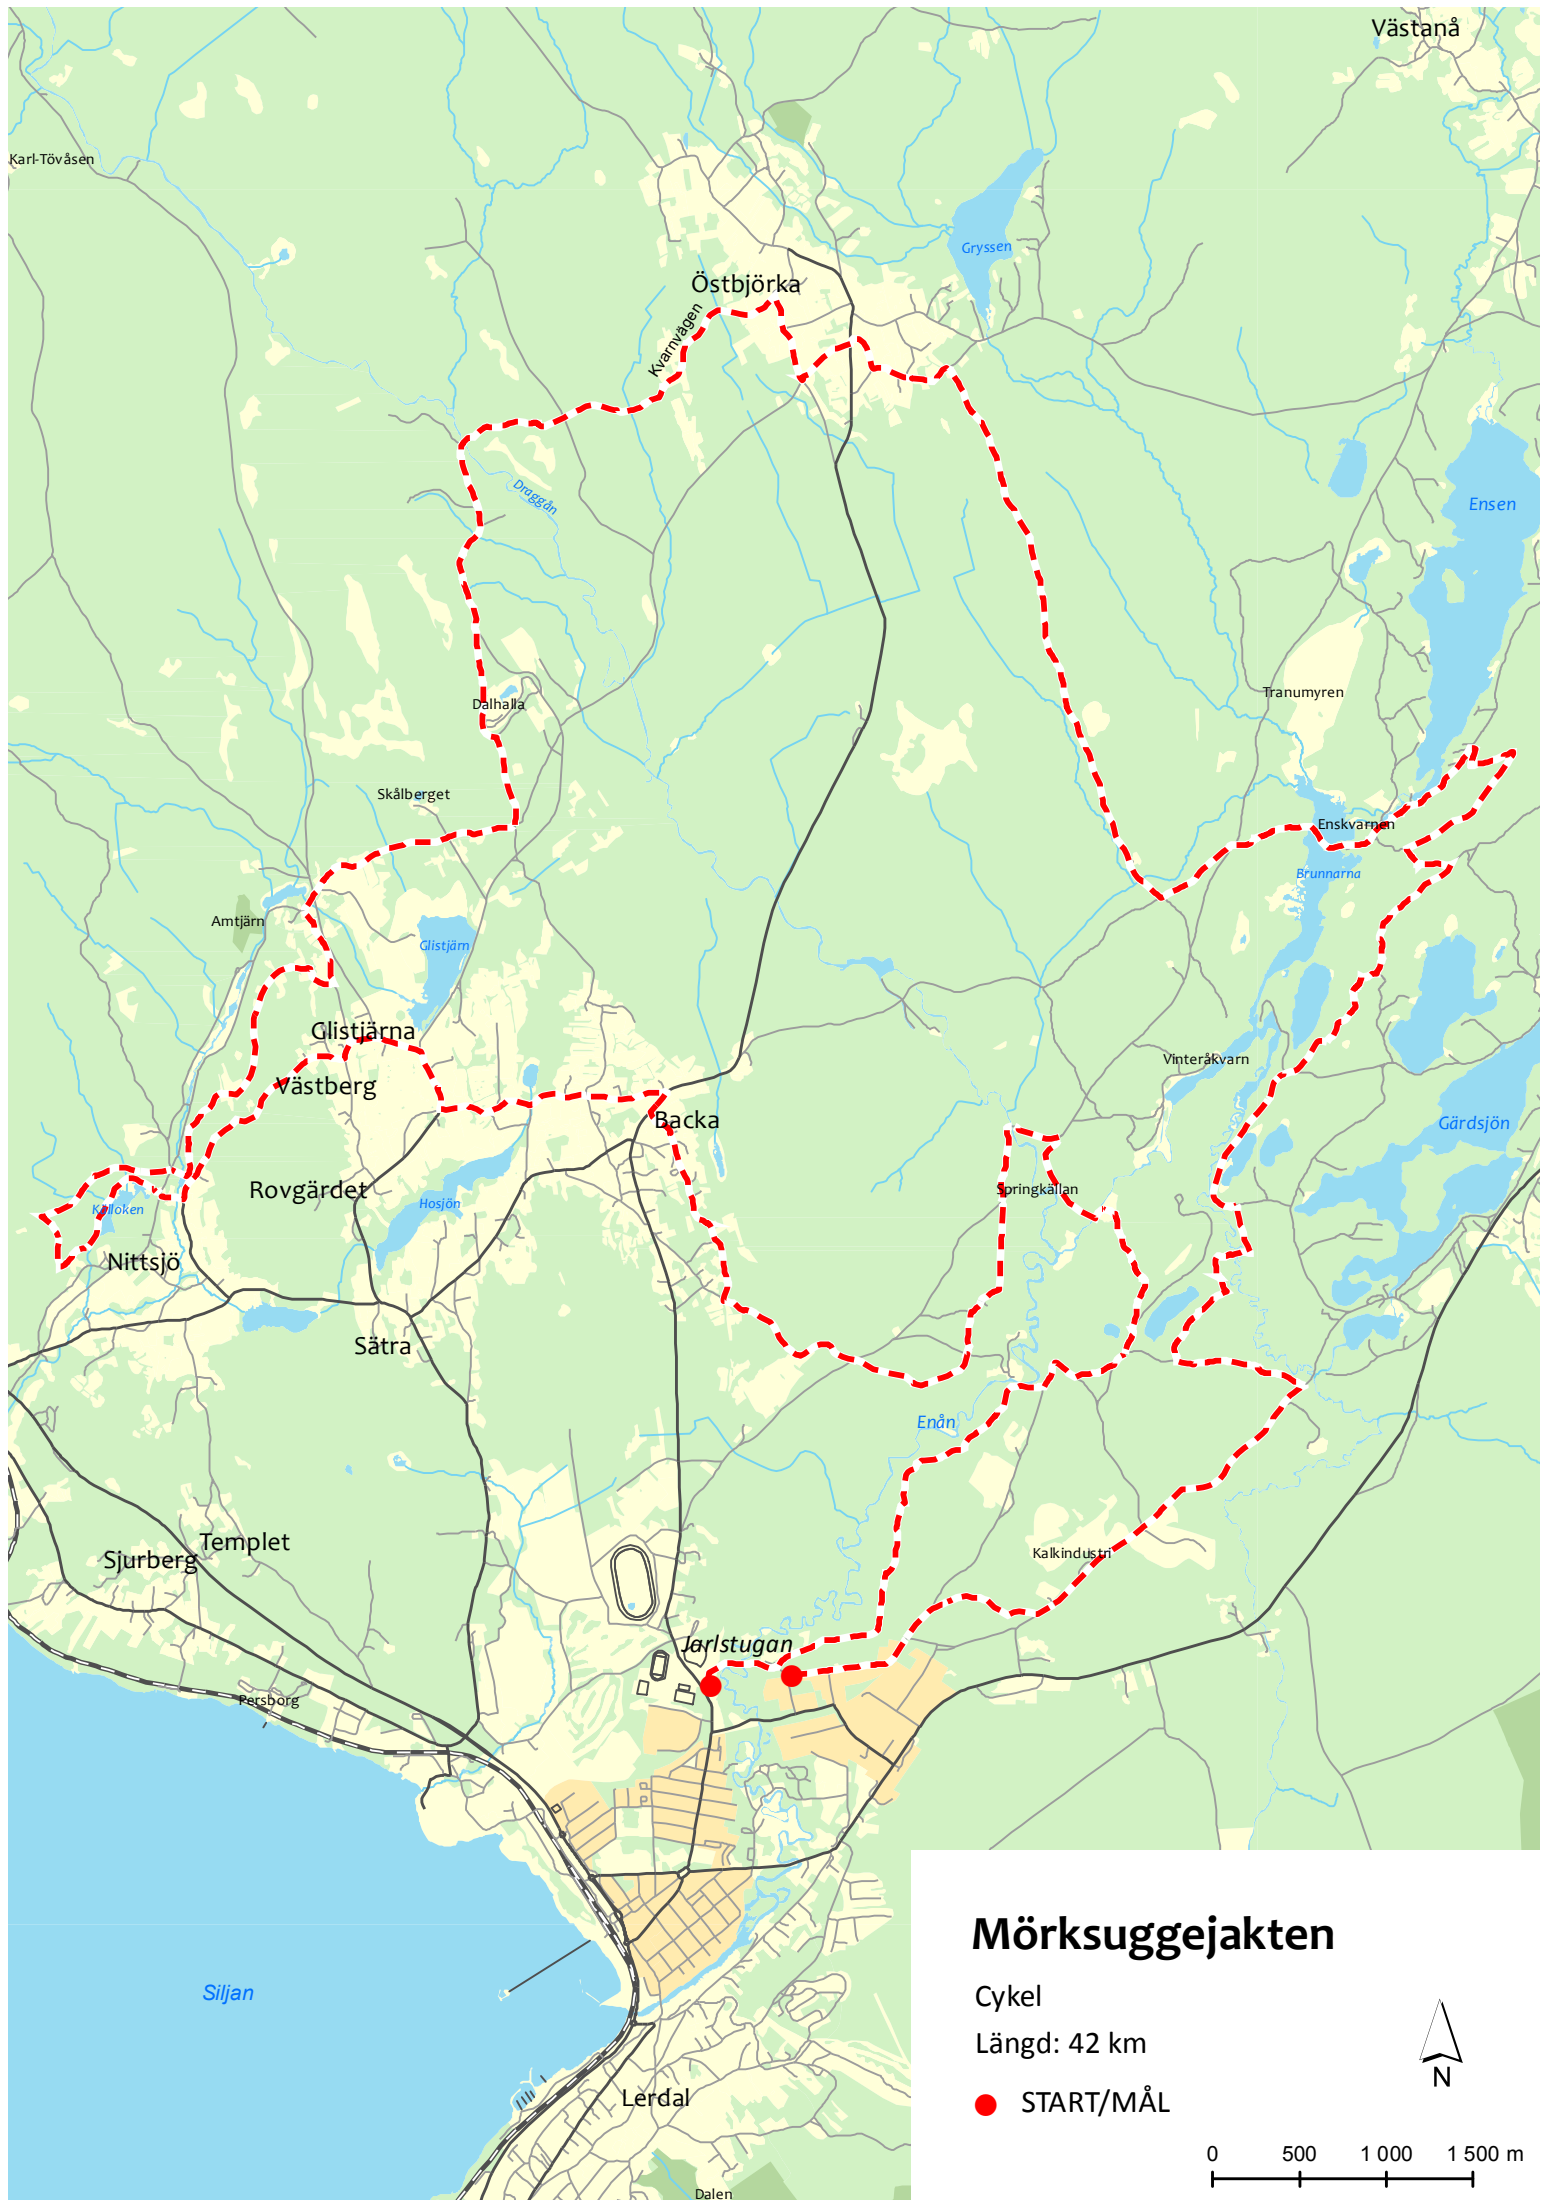 Västanå
Karl-Tövåsen
Gryssen
Östbjörka
Kvarnvägen
Draggån
Ensen
Tranumyren
Dalhalla
Skålberget
Enskvarnen
Brunnarna
Amtjärn
Glistjärn
Glistjärna
Västberg
Vinteråkvarn
Backa
Gärdsjön
Rovgärdet
Springkällan
Hosjön
Kylloken
Nittsjö
Sätra
Enån
Templet
Sjurberg
Kalkindustri
Jarlstugan
Persborg
Siljan
Lerdal
Dalen
Mörksuggejakten
Cykel
Längd: 42 km
START/MÅL
N
0 500 1 000 1 500 m